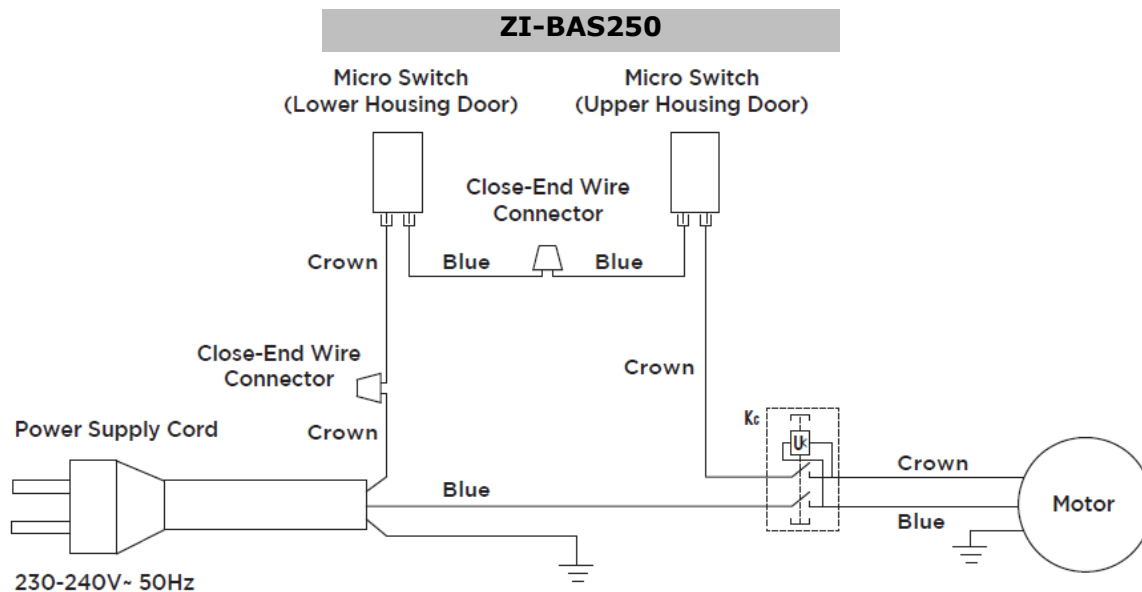 ZI-BAS250
Micro Switch
(Lower Housing Door)
Micro Switch
(Upper Housing Door)
Close-End Wire
Connector
Crown
Blue
Blue
Close-End Wire
Connector
Crown
Power Supply Cord
Crown
Kc
U<
Crown
Blue
Blue
Motor
230-240V~ 50Hz